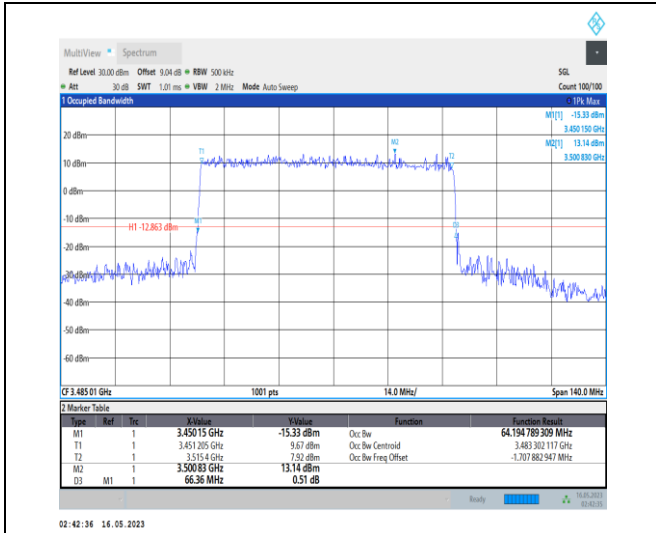 MultiView Spectrum
Ref Level 30.00 dBm Offset 9.04 dB RBW 500 kHz SGL
Att 30 dB SWT 1.01 ms VBW 2 MHz Mode Auto Sweep Count 100/100
1 Occupied Bandwidth 1Pk Max
M1[1] -15.33 dBm
3.450 150 GHz
M2[1] 13.14 dBm
3.500 830 GHz
20 dBm
M2
T1
T2
10 dBm
0 dBm
-10 dBm
M1
H1 -12.863 dBm
-30 dBm
-40 dBm
-50 dBm
-60 dBm
CF 3.485 01 GHz 1001 pts 14.0 MHz/ Span 140.0 MHz
2 Marker Table
Type Ref Trc X-Value Y-Value Function Function Result
M1 1 3.450 15 GHz -15.33 dBm Occ Bw 64.194 789 309 MHz
T1 1 3.451 205 GHz 9.67 dBm Occ Bw Centroid 3.483 302 117 GHz
T2 1 3.515 4 GHz 7.92 dBm Occ Bw Freq Offset -1.707 882 947 MHz
M2 1 3.500 83 GHz 13.14 dBm
D3 M1 1 66.36 MHz 0.51 dB
Ready 16.05.2023
02:42:35
02:42:36 16.05.2023